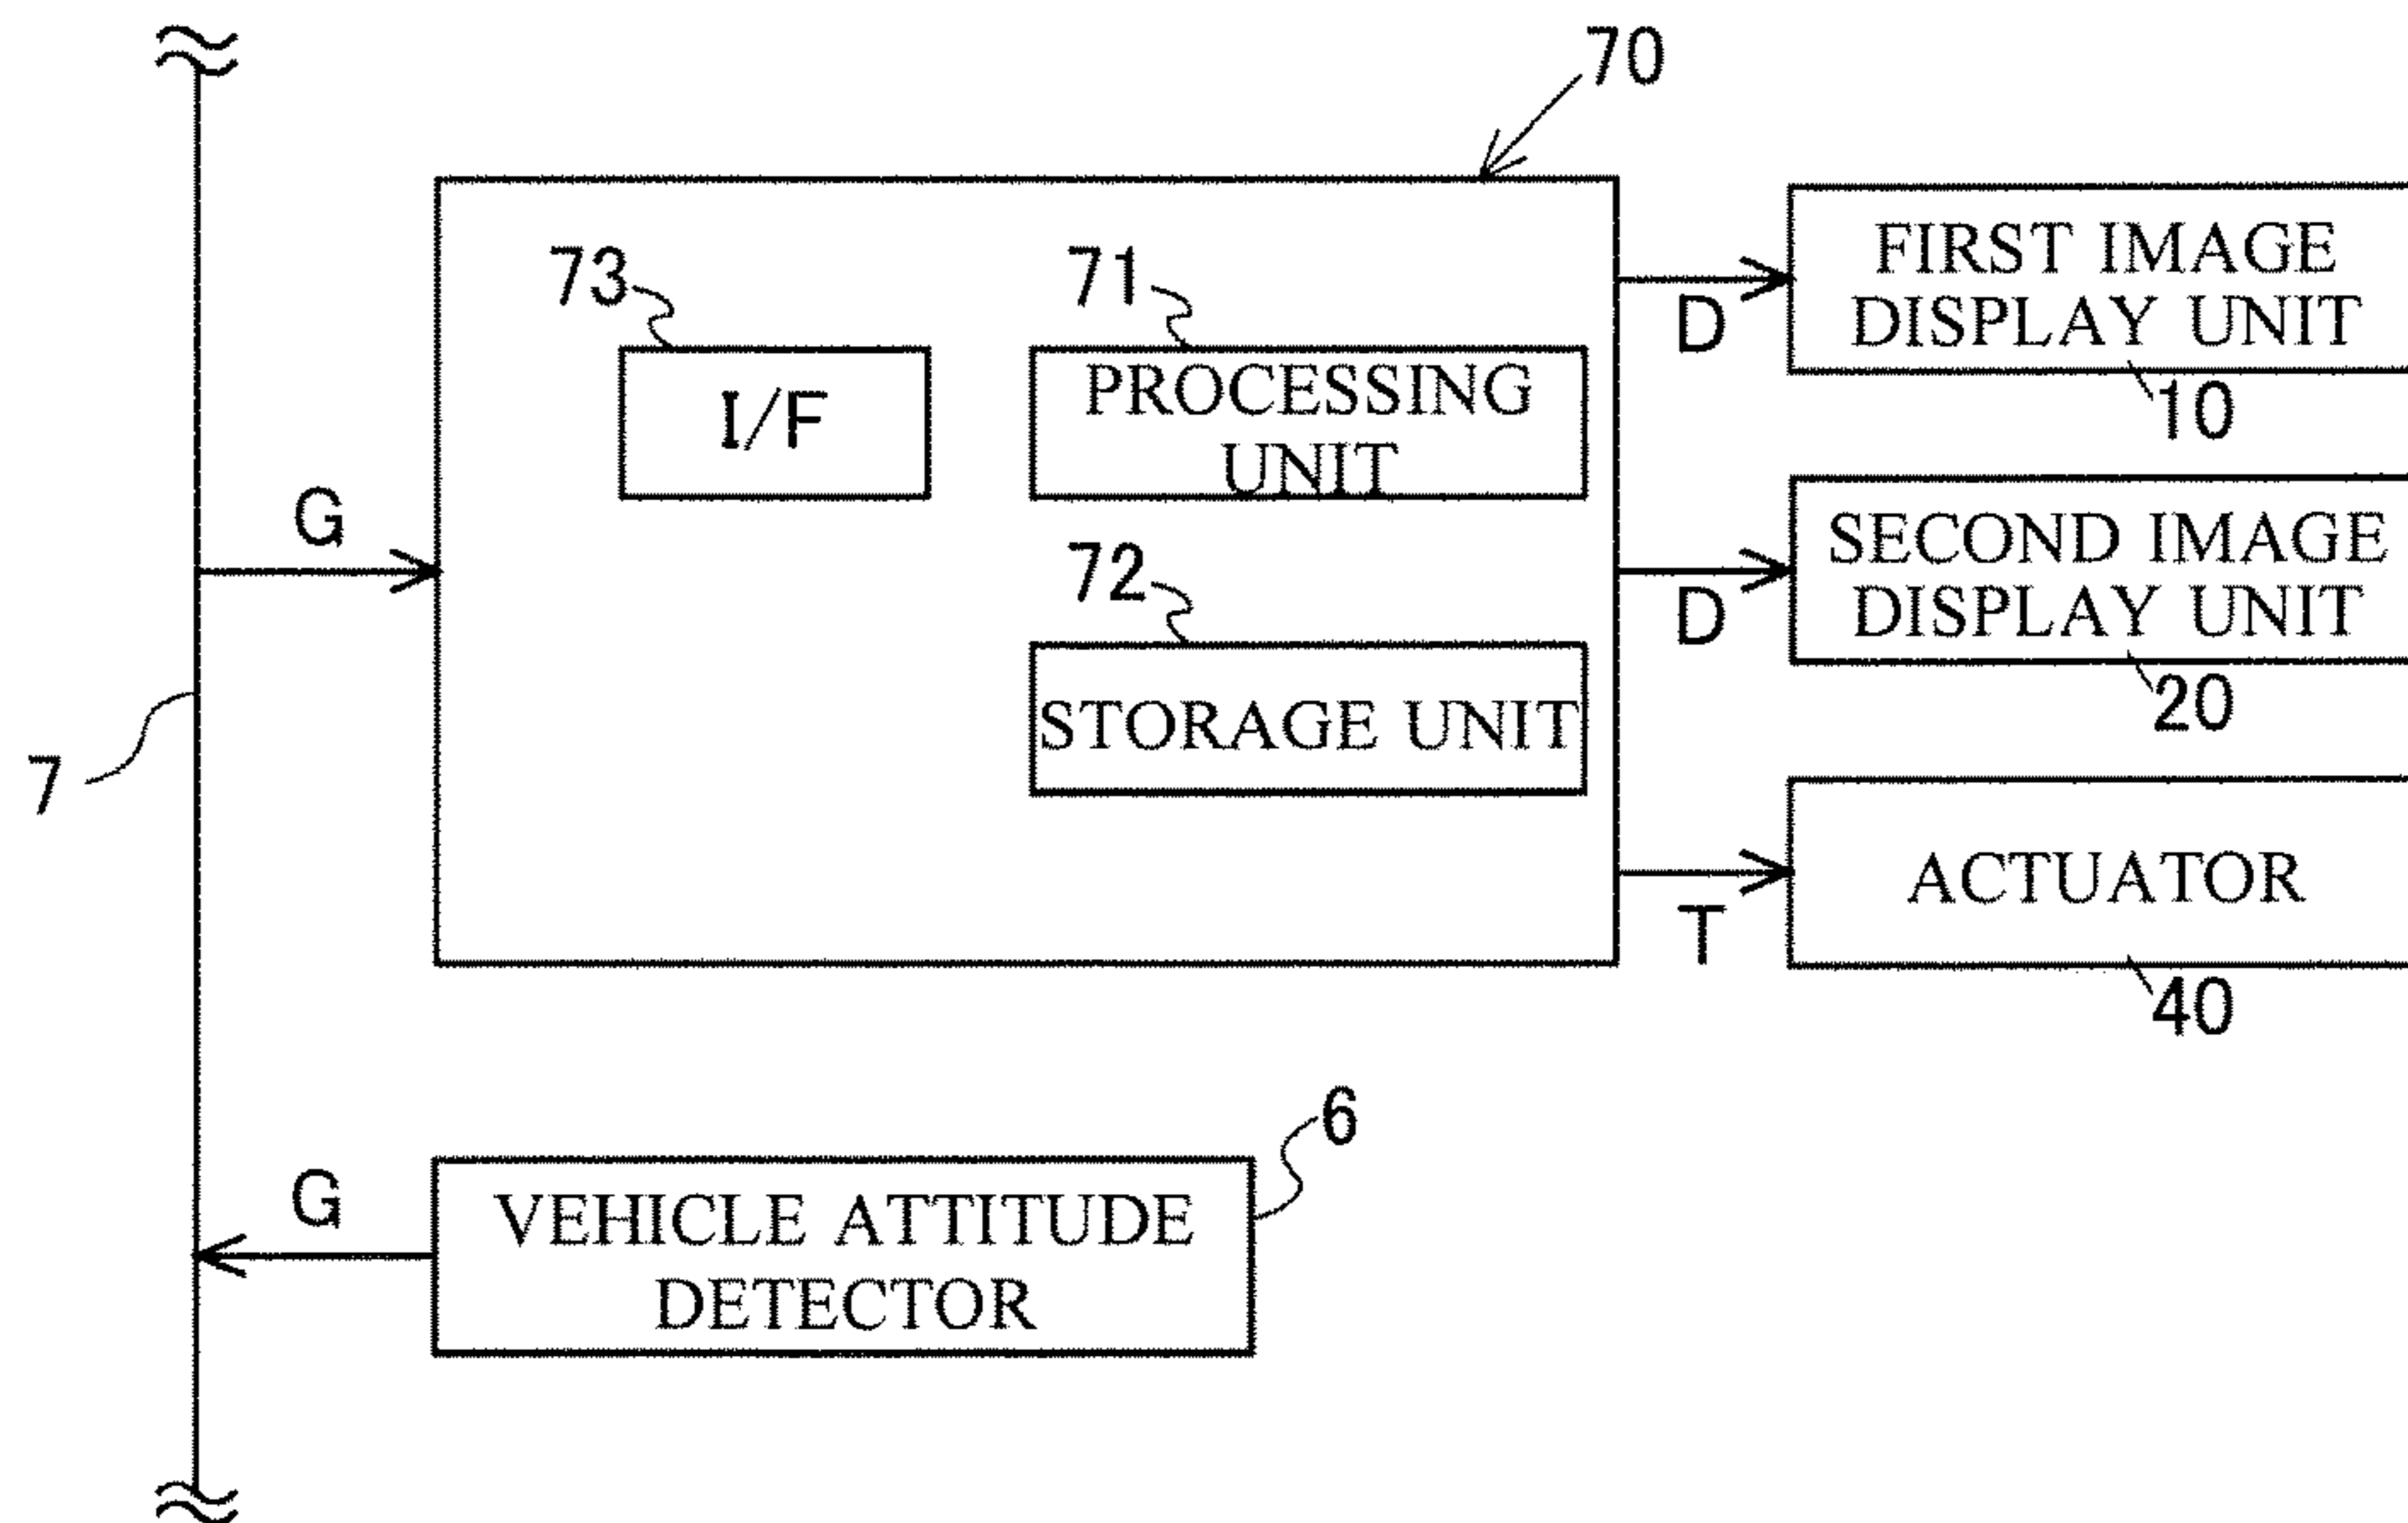 70
73
71
I/F
PROCESSING
UNIT
72
STORAGE UNIT
G
7
D
FIRST IMAGE
DISPLAY UNIT
10
D
SECOND IMAGE
DISPLAY UNIT
20
T
ACTUATOR
40
6
G
VEHICLE ATTITUDE
DETECTOR